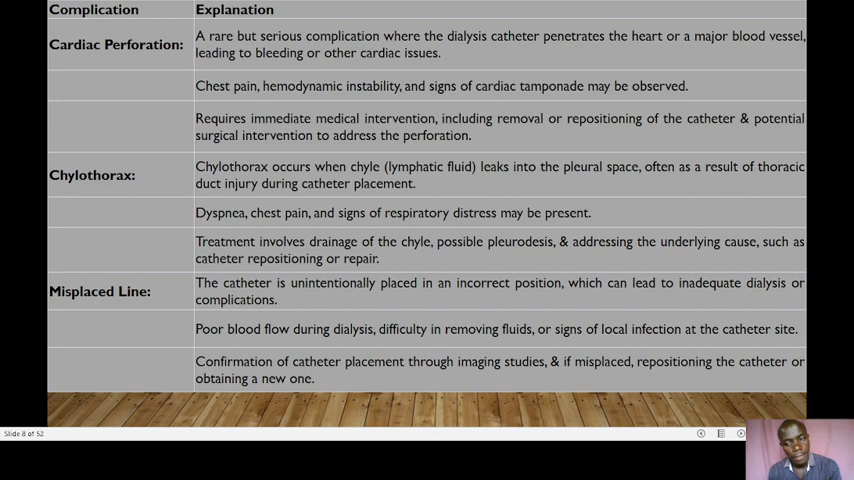 Complication Explanation
Cardiac Perforation: A rare but serious complication where the dialysis catheter penetrates the heart or a major blood vessel,
leading to bleeding or other cardiac issues.
Chest pain, hemodynamic instability, and signs of cardiac tamponade may be observed.
Requires immediate medical intervention, including removal or repositioning of the catheter & potential
surgical intervention to address the perforation.
Chylothorax: Chylothorax occurs when chyle (lymphatic fluid) leaks into the pleural space, often as a result of thoracic
duct injury during catheter placement.
Dyspnea, chest pain, and signs of respiratory distress may be present.
Treatment involves drainage of the chyle, possible pleurodesis, & addressing the underlying cause, such as
catheter repositioning or repair.
Misplaced Line: The catheter is unintentionally placed in an incorrect position, which can lead to inadequate dialysis or
complications.
Poor blood flow during dialysis, difficulty in removing fluids, or signs of local infection at the catheter site.
Confirmation of catheter placement through imaging studies, & if misplaced, repositioning the catheter or
obtaining a new one.
Slide 8 of 52